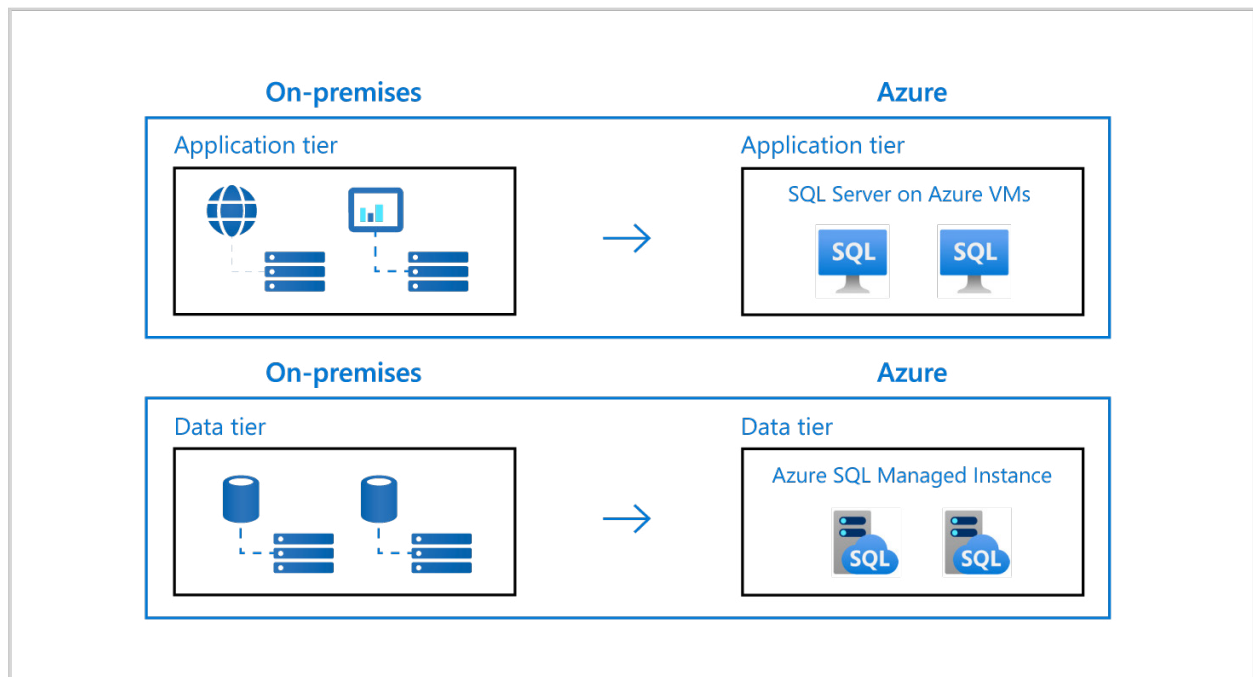 On-premises
Azure
Application tier
Application tier
SQL Server on Azure VMs
SQL
SQL
On-premises
Azure
Data tier
Data tier
Azure SQL Managed Instance
SQL
SQL